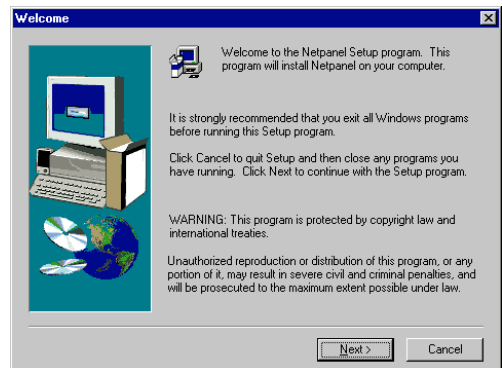 Welcome
Welcome to the Netpanel Setup program. This
program will install Netpanel on your computer.
It is strongly recommended that you exit all Windows programs
before running this Setup program.
Click Cancel to quit Setup and then close any programs you
have running. Click Next to continue with the Setup program.
WARNING: This program is protected by copyright law and
international treaties.
Unauthorized reproduction or distribution of this program, or any
portion of it, may result in severe civil and criminal penalties, and
will be prosecuted to the maximum extent possible under law.
Next >
Cancel